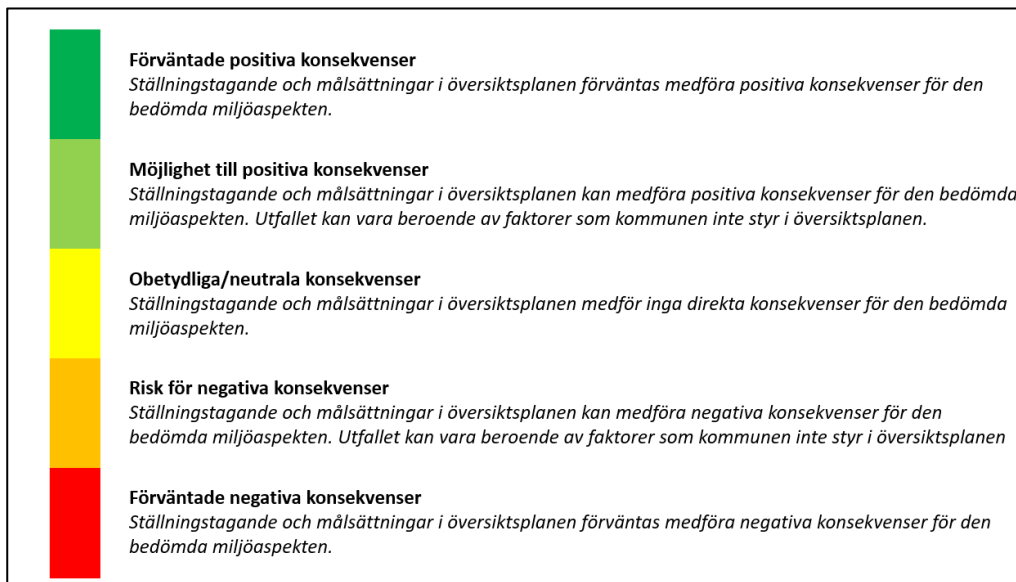 Förväntade positiva konsekvenser
Ställningstagande och målsättningar i översiktsplanen förväntas medföra positiva konsekvenser för den
bedömda miljöaspekten.
Möjlighet till positiva konsekvenser
Ställningstagande och målsättningar i översiktsplanen kan medföra positiva konsekvenser för den bedömda
miljöaspekten. Utfallet kan vara beroende av faktorer som kommunen inte styr i översiktsplanen.
Obetydliga/neutrala konsekvenser
Ställningstagande och målsättningar i översiktsplanen medför inga direkta konsekvenser för den bedömda
miljöaspekten.
Risk för negativa konsekvenser
Ställningstagande och målsättningar i översiktsplanen kan medföra negativa konsekvenser för den
bedömda miljöaspekten. Utfallet kan vara beroende av faktorer som kommunen inte styr i översiktsplanen
Förväntade negativa konsekvenser
Ställningstagande och målsättningar i översiktsplanen förväntas medföra negativa konsekvenser för den
bedömda miljöaspekten.